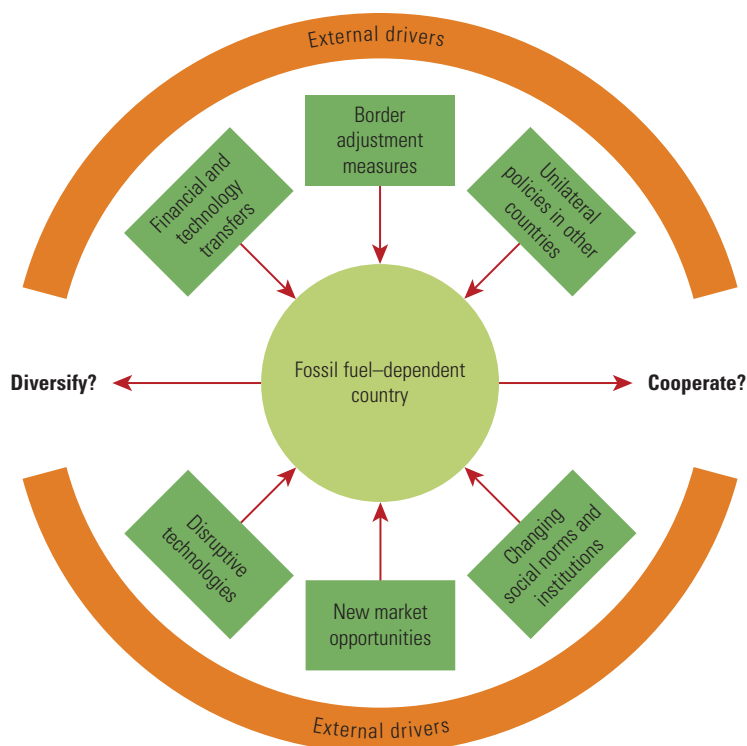 External drivers
Border
adjustment
measures
Financial and
technology
transfers
Unilateral
policies in other
countries
Diversify?
Fossil fuel–dependent
country
Cooperate?
Disruptive
technologies
New market
opportunities
Changing
social norms and
institutions
External drivers